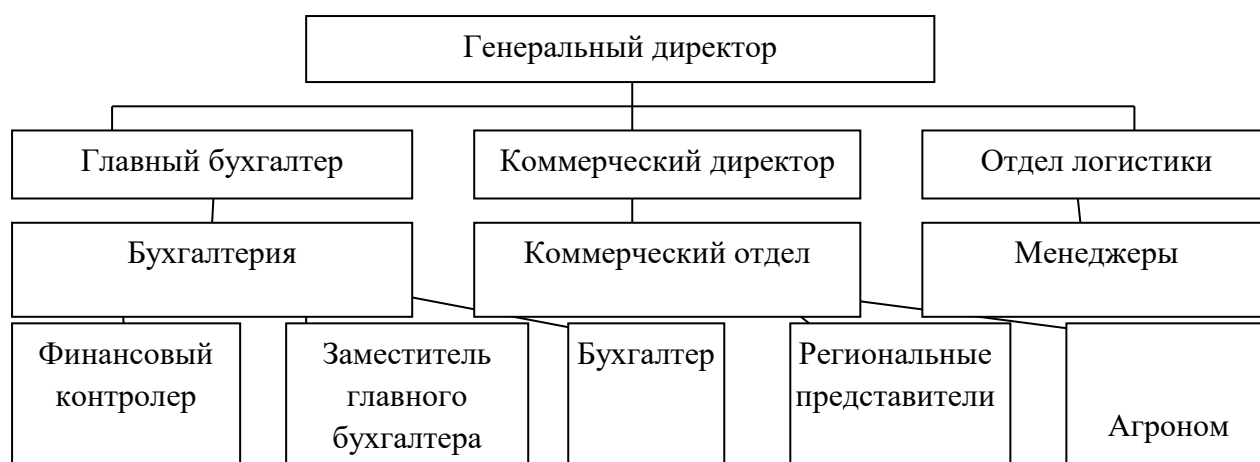 Генеральный директор
Главный бухгалтер
Коммерческий директор
Отдел логистики
Бухгалтерия
Коммерческий отдел
Менеджеры
Финансовый
контролер
Заместитель
главного
бухгалтера
Бухгалтер
Региональные
представители
Агроном